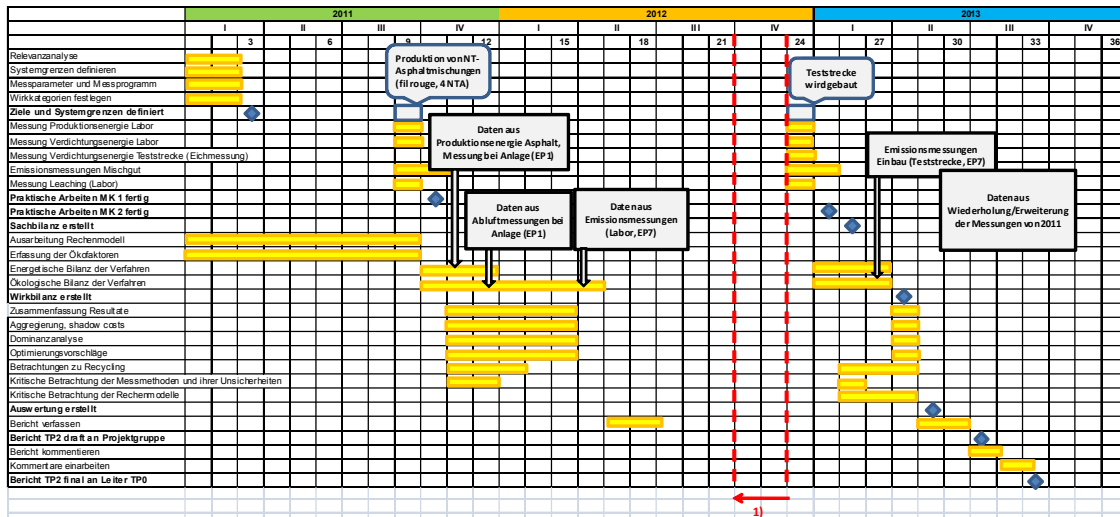 2011 2012 2013
I II III IV I II III IV I II III IV
3 6 9 12 15 18 21 24 27 30 33 36
Relevanzanalyse
Systemgrenzen definieren
Messparameter und Messprogramm
Wirkkategorien festlegen
Ziele und Systemgrenzen definiert
Messung Produktionsenergie Labor
Messung Verdichtungsenergie Labor
Messung Verdichtungsenergie Teststrecke (Eichmessung)
Emissionsmessungen Mischgut
Messung Leaching (Labor)
Praktische Arbeiten MK 1 fertig
Praktische Arbeiten MK 2 fertig
Sachbilanz erstellt
Ausarbeitung Rechenmodell
Erfassung der Ökofaktoren
Energetische Bilanz der Verfahren
Ökologische Bilanz der Verfahren
Wirkbilanz erstellt
Zusammenfassung Resultate
Aggregierung, shadow costs
Dominanzanalyse
Optimierungsvorschläge
Betrachtungen zu Recycling
Kritische Betrachtung der Messmethoden und ihrer Unsicherheiten
Kritische Betrachtung der Rechenmodelle
Auswertung erstellt
Bericht verfassen
Bericht TP2 draft an Projektgruppe
Bericht kommentieren
Kommentare einarbeiten
Bericht TP2 final an Leiter TP0
Produktion von NT-
Asphaltmischungen
(fil rouge, 4 NTA)
Daten aus
Produktionsenergie Asphalt,
Messung bei Anlage (EP1)
Daten aus
Abluftmessungen bei
Anlage (EP1)
Daten aus
Emissionsmessungen
(Labor, EP7)
Teststrecke
wird gebaut
Emissionsmessungen
Einbau (Teststrecke, EP7)
Daten aus
Wiederholung/Erweiterung
der Messungen von 2011
1)